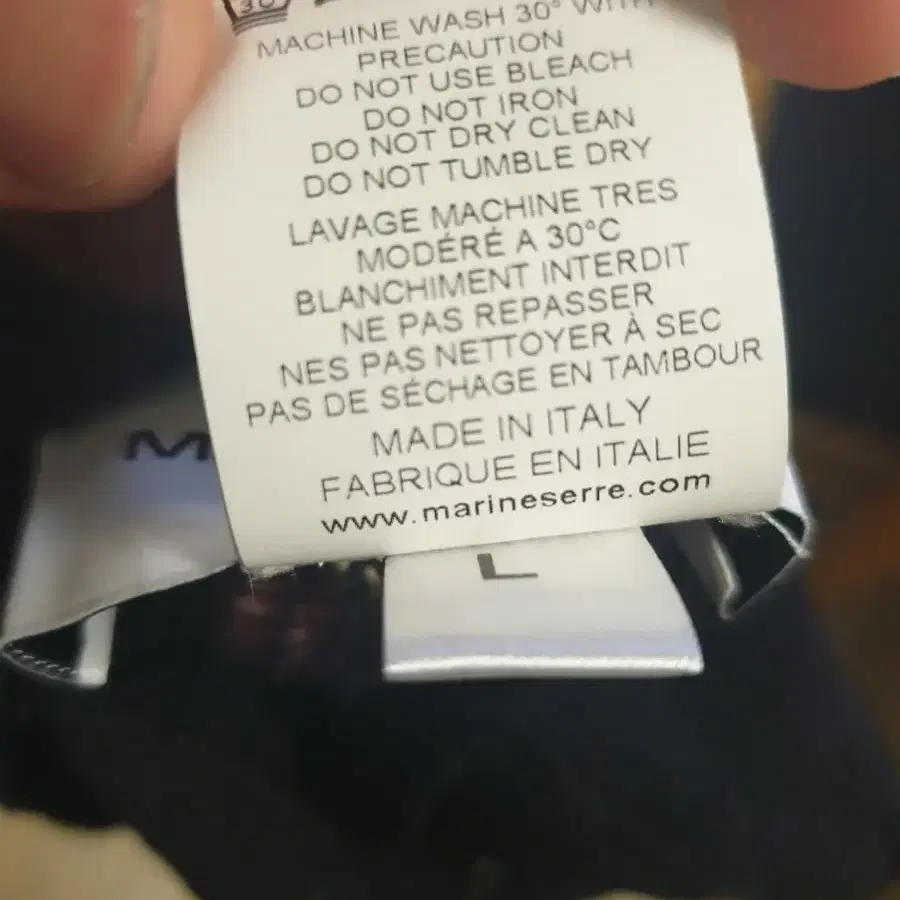 30
MACHINE WASH 30° WITH
PRECAUTION
DO NOT USE BLEACH
DO NOT IRON
DO NOT DRY CLEAN
DO NOT TUMBLE DRY
LAVAGE MACHINE TRES
MODÉRÉ A 30°C
BLANCHIMENT INTERDIT
NE PAS REPASSER
NES PAS NETTOYER À SEC
PAS DE SÉCHAGE EN TAMBOUR
MADE IN ITALY
FABRIQUE EN ITALIE
www.marineserre.com
L